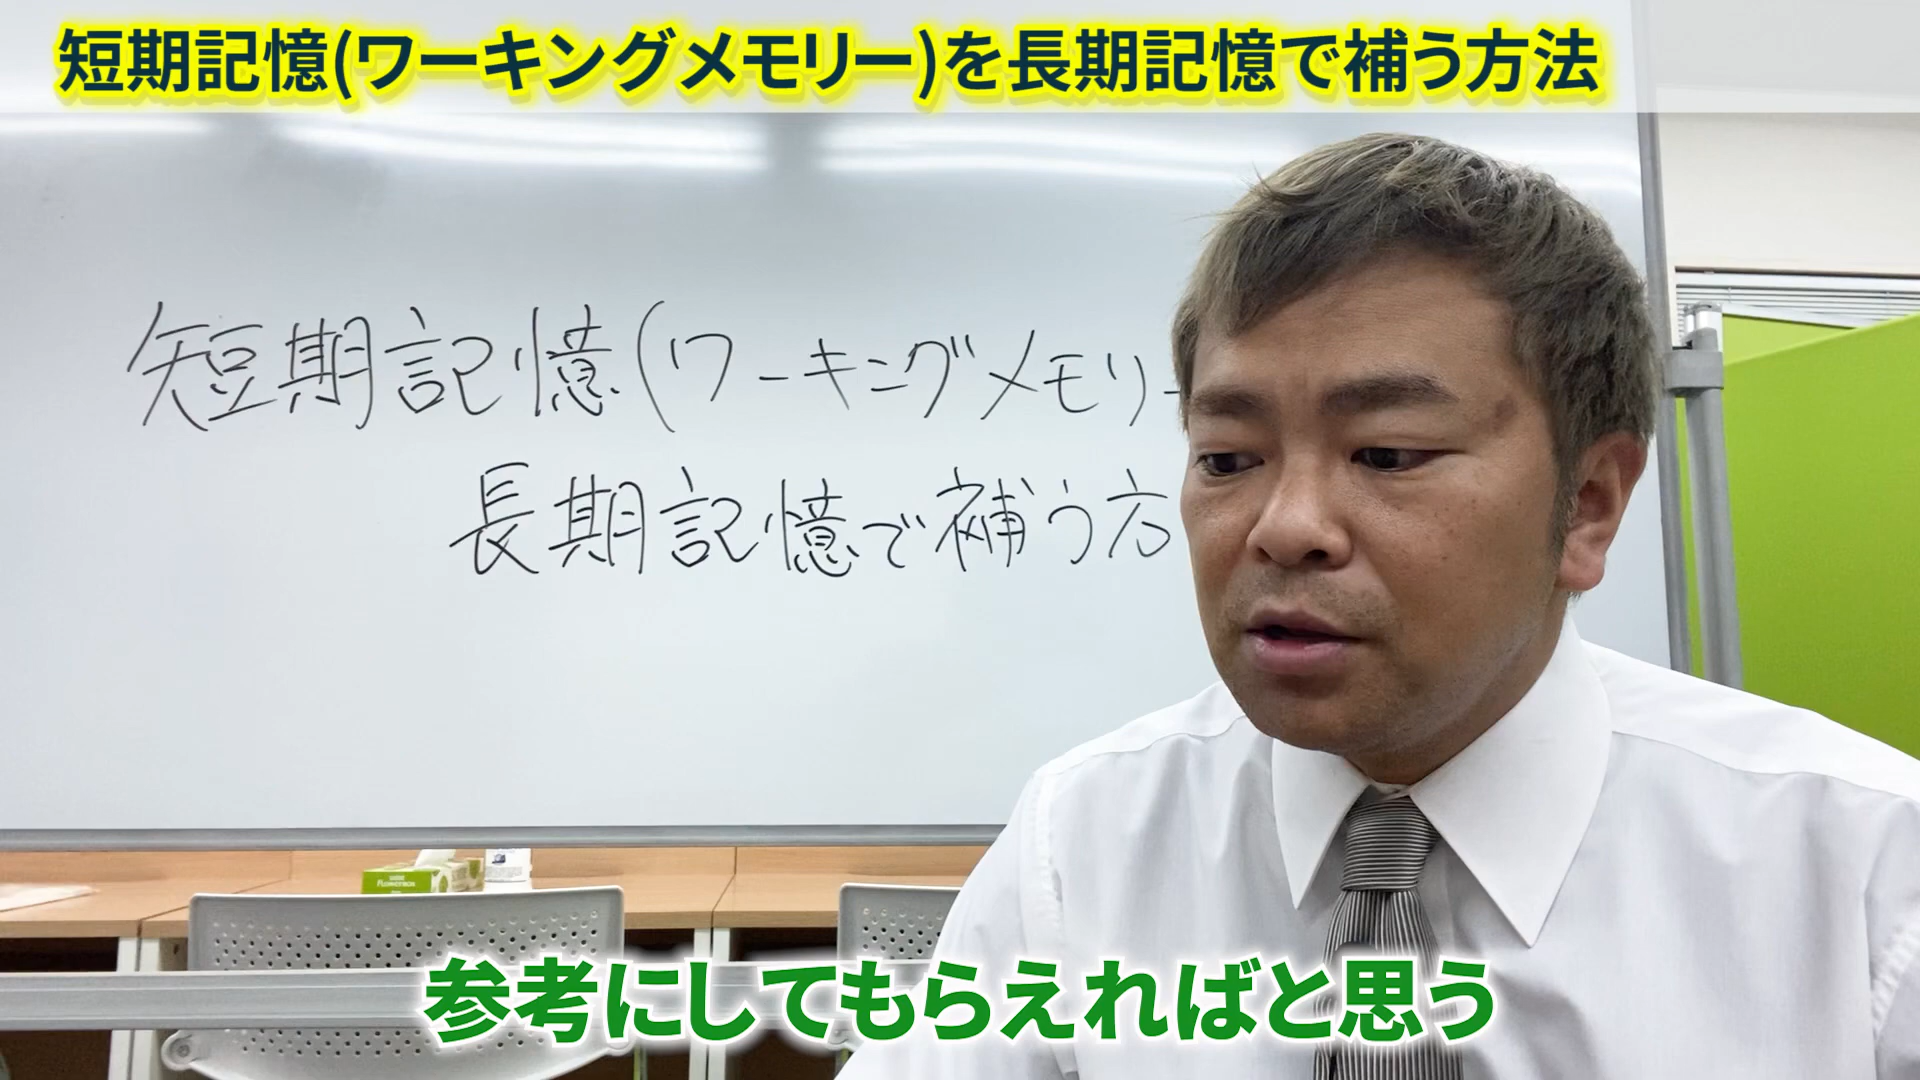 短期記憶(ワーキングメモリー)を長期記憶で補う方法
短期記憶(ワーキングメモリー
長期記憶で補う方
参考にしてもらえればと思う